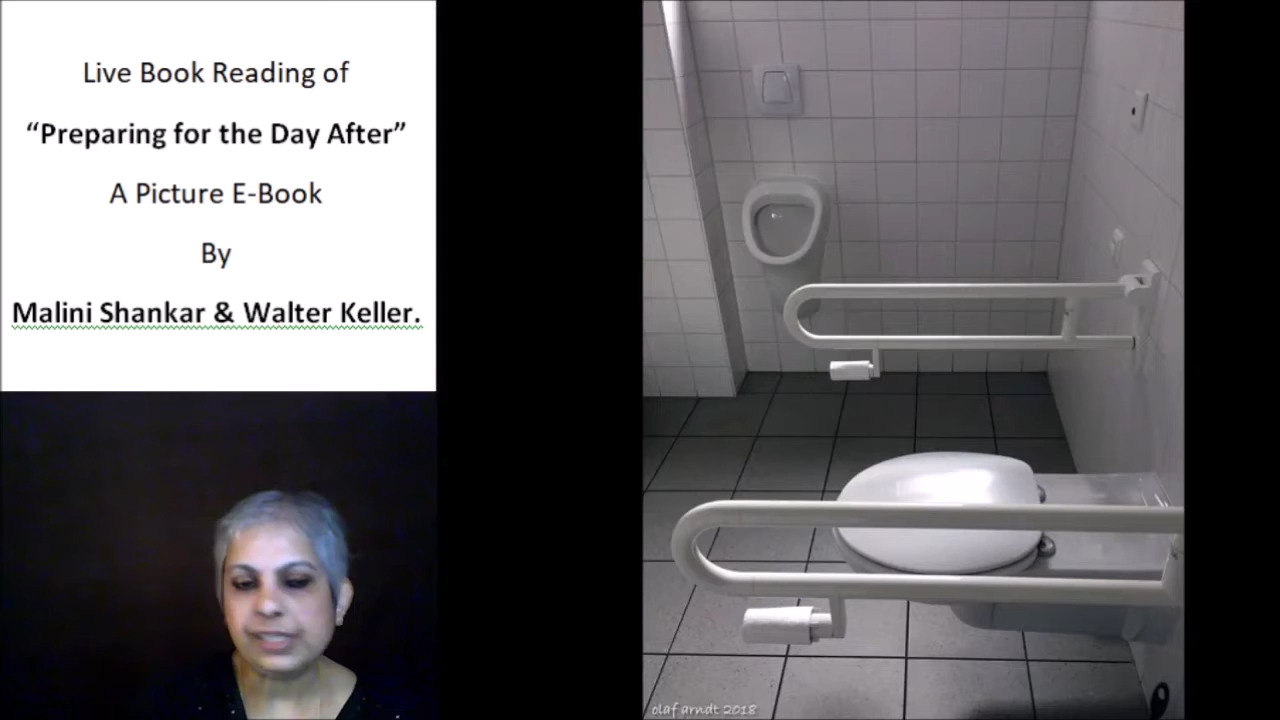 Live Book Reading of
“Preparing for the Day After”
A Picture E-Book
By
Malini Shankar & Walter Keller.
olaf arndt 2018